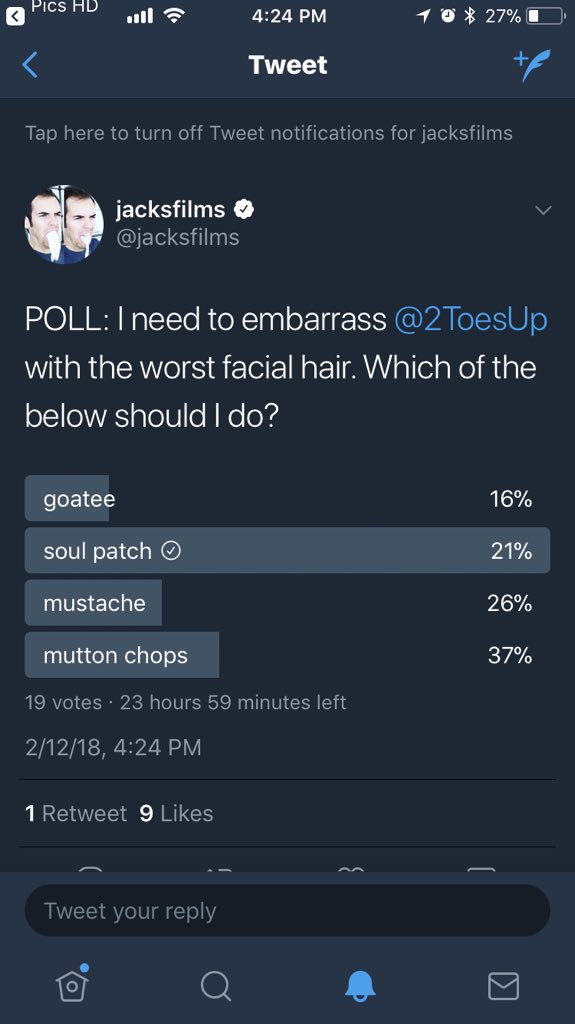 Pics HD
4:24 PM
27%
Tweet
Tap here to turn off Tweet notifications for jacksfilms
jacksfilms
@jacksfilms
POLL: I need to embarrass @2ToesUp
with the worst facial hair. Which of the
below should I do?
goatee 16%
soul patch 21%
mustache 26%
mutton chops 37%
19 votes · 23 hours 59 minutes left
2/12/18, 4:24 PM
1 Retweet 9 Likes
Tweet your reply